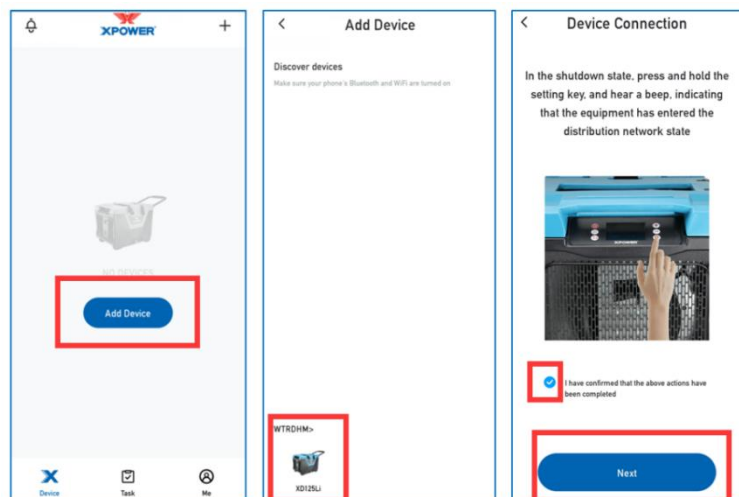 XPOWER
NO DEVICES
Add Device
Device
Task
Me
Add Device
Discover devices
Make sure your phone's Bluetooth and WiFi are turned on
WTRDHM>
XD125Li
Device Connection
In the shutdown state, press and hold the
setting key, and hear a beep, indicating
that the equipment has entered the
distribution network state
XPOWER
I have confirmed that the above actions have
been completed
Next